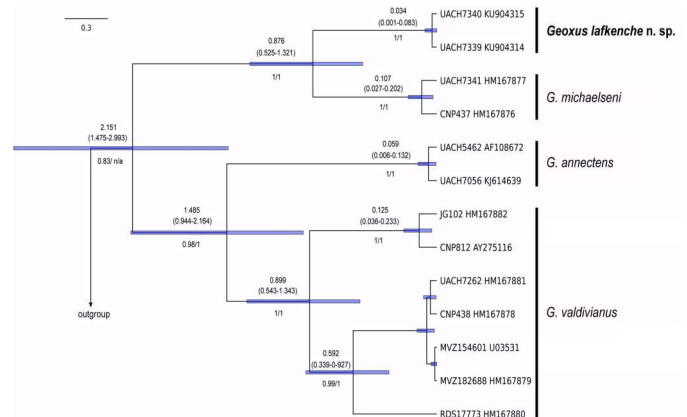 0.3
0.034
(0.001-0.083)
1/1
UACH7340 KU904315
UACH7339 KU904314
Geoxus lafkenche n. sp.
0.876
(0.525-1.321)
1/1
0.107
(0.027-0.202)
1/1
UACH7341 HM167877
CNP437 HM167876
G. michaelseni
2.151
(1.475-2.993)
0.83/ n/a
0.059
(0.006-0.132)
1/1
UACH5462 AF108672
UACH7056 KJ614639
G. annectens
1.485
(0.944-2.164)
0.98/1
0.125
(0.036-0.233)
1/1
JG102 HM167882
CNP812 AY275116
0.899
(0.543-1.343)
1/1
UACH7262 HM167881
CNP438 HM167878
G. valdivianus
outgroup
0.592
(0.339-0-927)
0.99/1
MVZ154601 U03531
MVZ182688 HM167879
RDS17773 HM167880